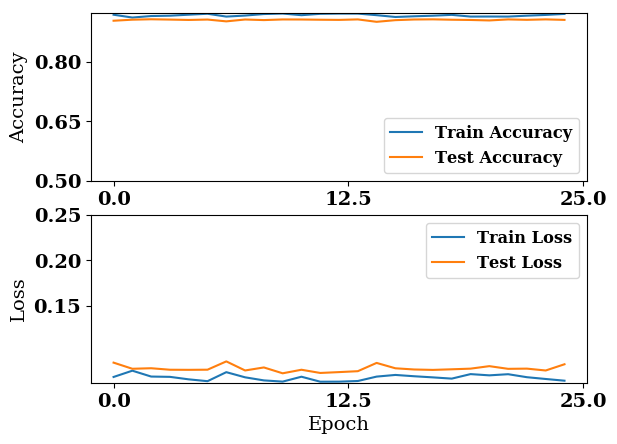 Accuracy
0.80
0.65
0.50
Train Accuracy
Test Accuracy
0.0 12.5 25.0
Loss
0.25
0.20
0.15
Train Loss
Test Loss
0.0 12.5 25.0
Epoch